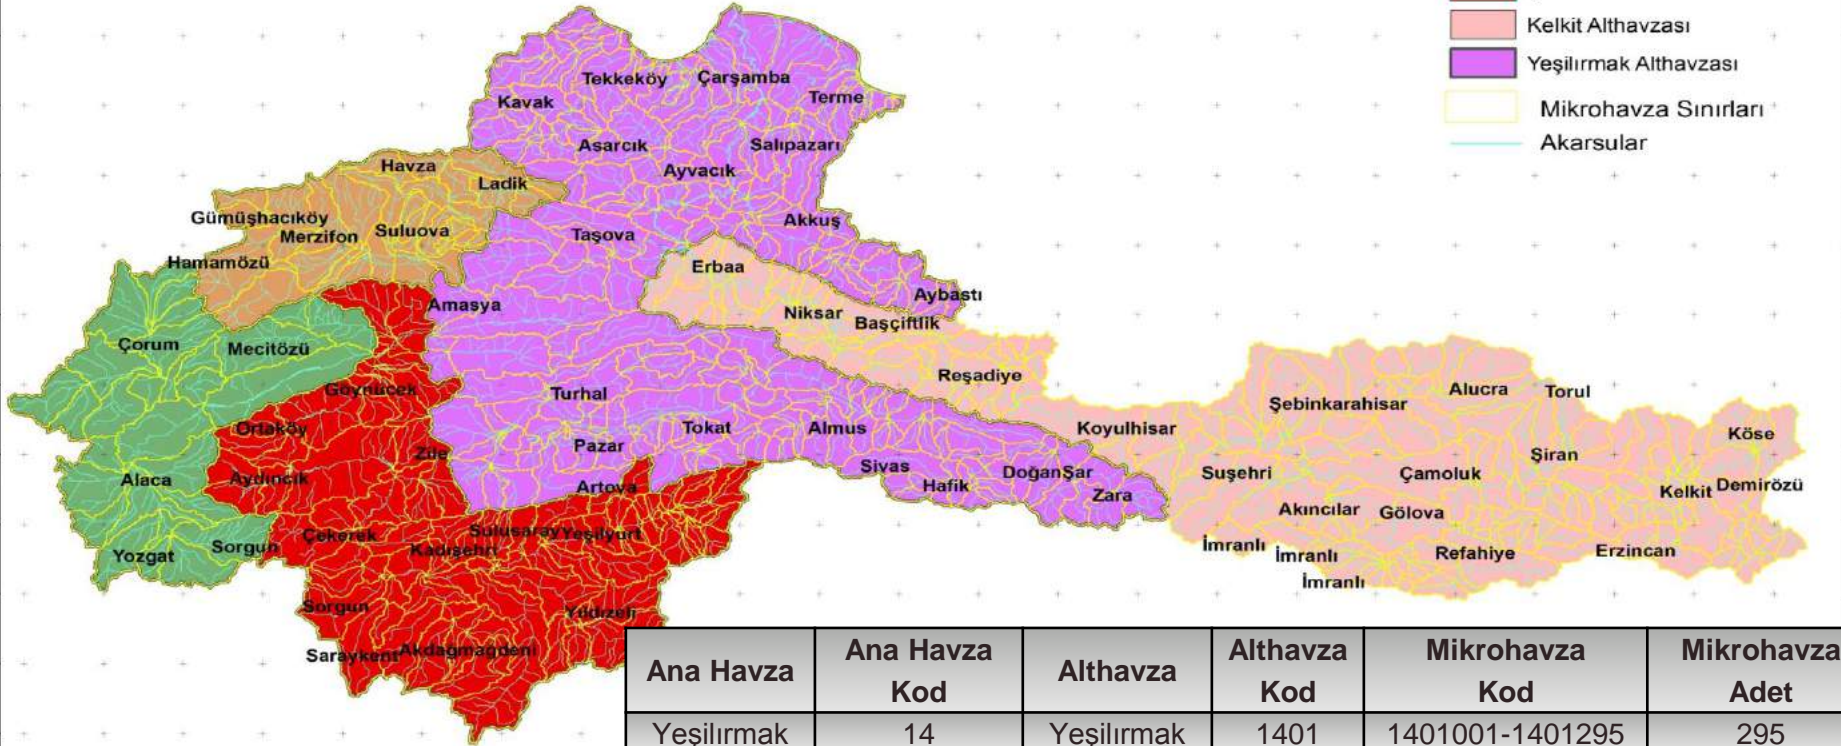 Kelkit Althavzası
Yeşilırmak Althavzası
Mikrohavza Sınırları
Akarsular
Tekkeköy
Çarşamba
Kavak
Terme
Asarcık
Salıpazarı
Ayvacık
Havza
Ladik
Gümüşhacıköy
Merzifon
Suluova
Taşova
Akkuş
Hamamözü
Erbaa
Aybastı
Amasya
Niksar
Başçiftlik
Çorum
Mecitözü
Reşadiye
Göynücek
Turhal
Şebinkarahisar
Alucra
Torul
Ortaköy
Zile
Pazar
Tokat
Almus
Koyulhisar
Köse
Alaca
Aydıncık
Artova
Sivas
Hafik
DoğanŞar
Zara
Suşehri
Çamoluk
Şiran
Kelkit
Demirözü
Akıncılar
Gölova
Yozgat
Sorgun
Çekerek
Kadışehri
Sulusaray
Yeşilyurt
İmranlı
İmranlı
İmranlı
Refahiye
Erzincan
Sorgun
Yıldızeli
Saraykent
Akdağmağdeni
Ana Havza Ana Havza Kod Althavza Althavza Kod Mikrohavza Kod Mikrohavza Adet
Yeşilırmak 14 Yeşilırmak 1401 1401001-1401295 295